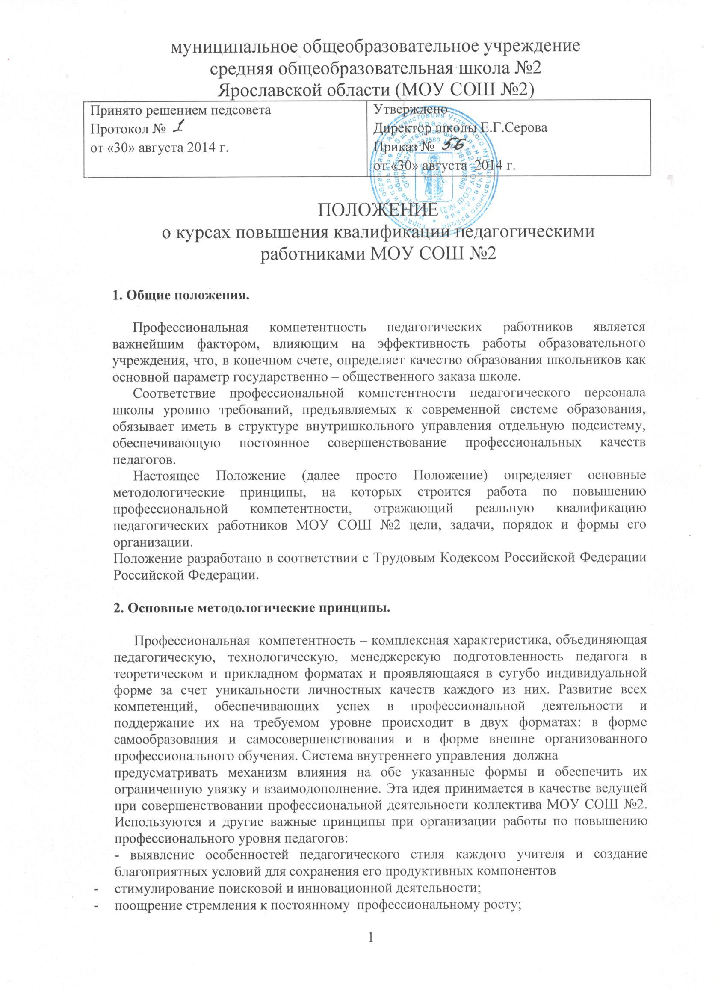 муниципальное общеобразовательное учреждение
средняя общеобразовательная школа №2
Ярославской области (МОУ СОШ №2)
Принято решением педсовета
Протокол № 1
от «30» августа 2014 г.
Утверждено
Директор школы Е.Г.Серова
Приказ № 56
от «30» августа 2014 г.
ПОЛОЖЕНИЕ
о курсах повышения квалификации педагогическими
работниками МОУ СОШ №2
1. Общие положения.
Профессиональная компетентность педагогических работников является
важнейшим фактором, влияющим на эффективность работы образовательного
учреждения, что, в конечном счете, определяет качество образования школьников как
основной параметр государственно – общественного заказа школе.
Соответствие профессиональной компетентности педагогического персонала
школы уровню требований, предъявляемых к современной системе образования,
обязывает иметь в структуре внутришкольного управления отдельную подсистему,
обеспечивающую постоянное совершенствование профессиональных качеств
педагогов.
Настоящее Положение (далее просто Положение) определяет основные
методологические принципы, на которых строится работа по повышению
профессиональной компетентности, отражающий реальную квалификацию
педагогических работников МОУ СОШ №2 цели, задачи, порядок и формы его
организации.
Положение разработано в соответствии с Трудовым Кодексом Российской Федерации
Российской Федерации.
2. Основные методологические принципы.
Профессиональная компетентность – комплексная характеристика, объединяющая
педагогическую, технологическую, менеджерскую подготовленность педагога в
теоретическом и прикладном форматах и проявляющаяся в сугубо индивидуальной
форме за счет уникальности личностных качеств каждого из них. Развитие всех
компетенций, обеспечивающих успех в профессиональной деятельности и
поддержание их на требуемом уровне происходит в двух форматах: в форме
самообразования и самосовершенствования и в форме внешне организованного
профессионального обучения. Система внутреннего управления должна
предусматривать механизм влияния на обе указанные формы и обеспечить их
ограниченную увязку и взаимодополнение. Эта идея принимается в качестве ведущей
при совершенствовании профессиональной деятельности коллектива МОУ СОШ №2.
Используются и другие важные принципы при организации работы по повышению
профессионального уровня педагогов:
- выявление особенностей педагогического стиля каждого учителя и создание
благоприятных условий для сохранения его продуктивных компонентов
- стимулирование поисковой и инновационной деятельности;
- поощрение стремления к постоянному профессиональному росту;
1